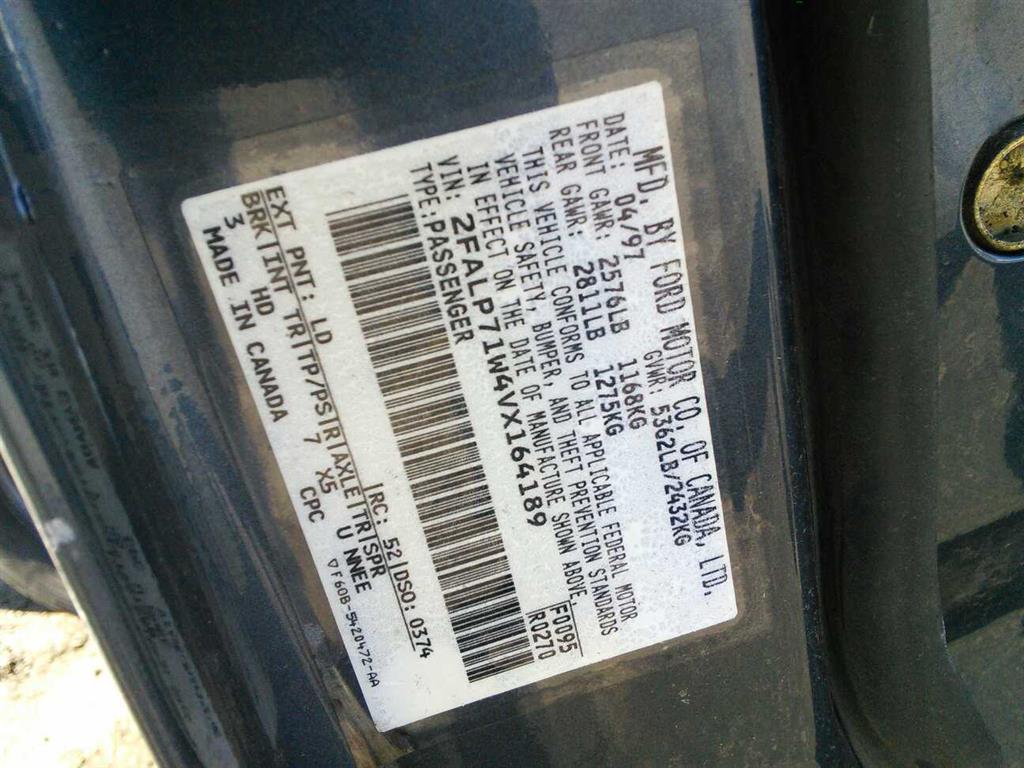 MFD. BY FORD MOTOR CO. OF CANADA, LTD.
DATE: 04/97 GVWR: 5362LB/2432KG
FRONT GAWR: 2576LB 1168KG
REAR GAWR: 2811LB 1275KG
THIS VEHICLE CONFORMS TO ALL APPLICABLE FEDERAL MOTOR
VEHICLE SAFETY, BUMPER, AND THEFT PREVENTION STANDARDS
IN EFFECT ON THE DATE OF MANUFACTURE SHOWN ABOVE.
VIN: 2FALP71W4VX164189 F0095
TYPE: PASSENGER R0270
EXT PNT: LD RC: 52 DSO: 0374
BRK INT TR TP/PS R AXLE TR SPR
HD 7 X5 U NNEE
3 MADE IN CANADA CPC ▽F60B-5420472-AA